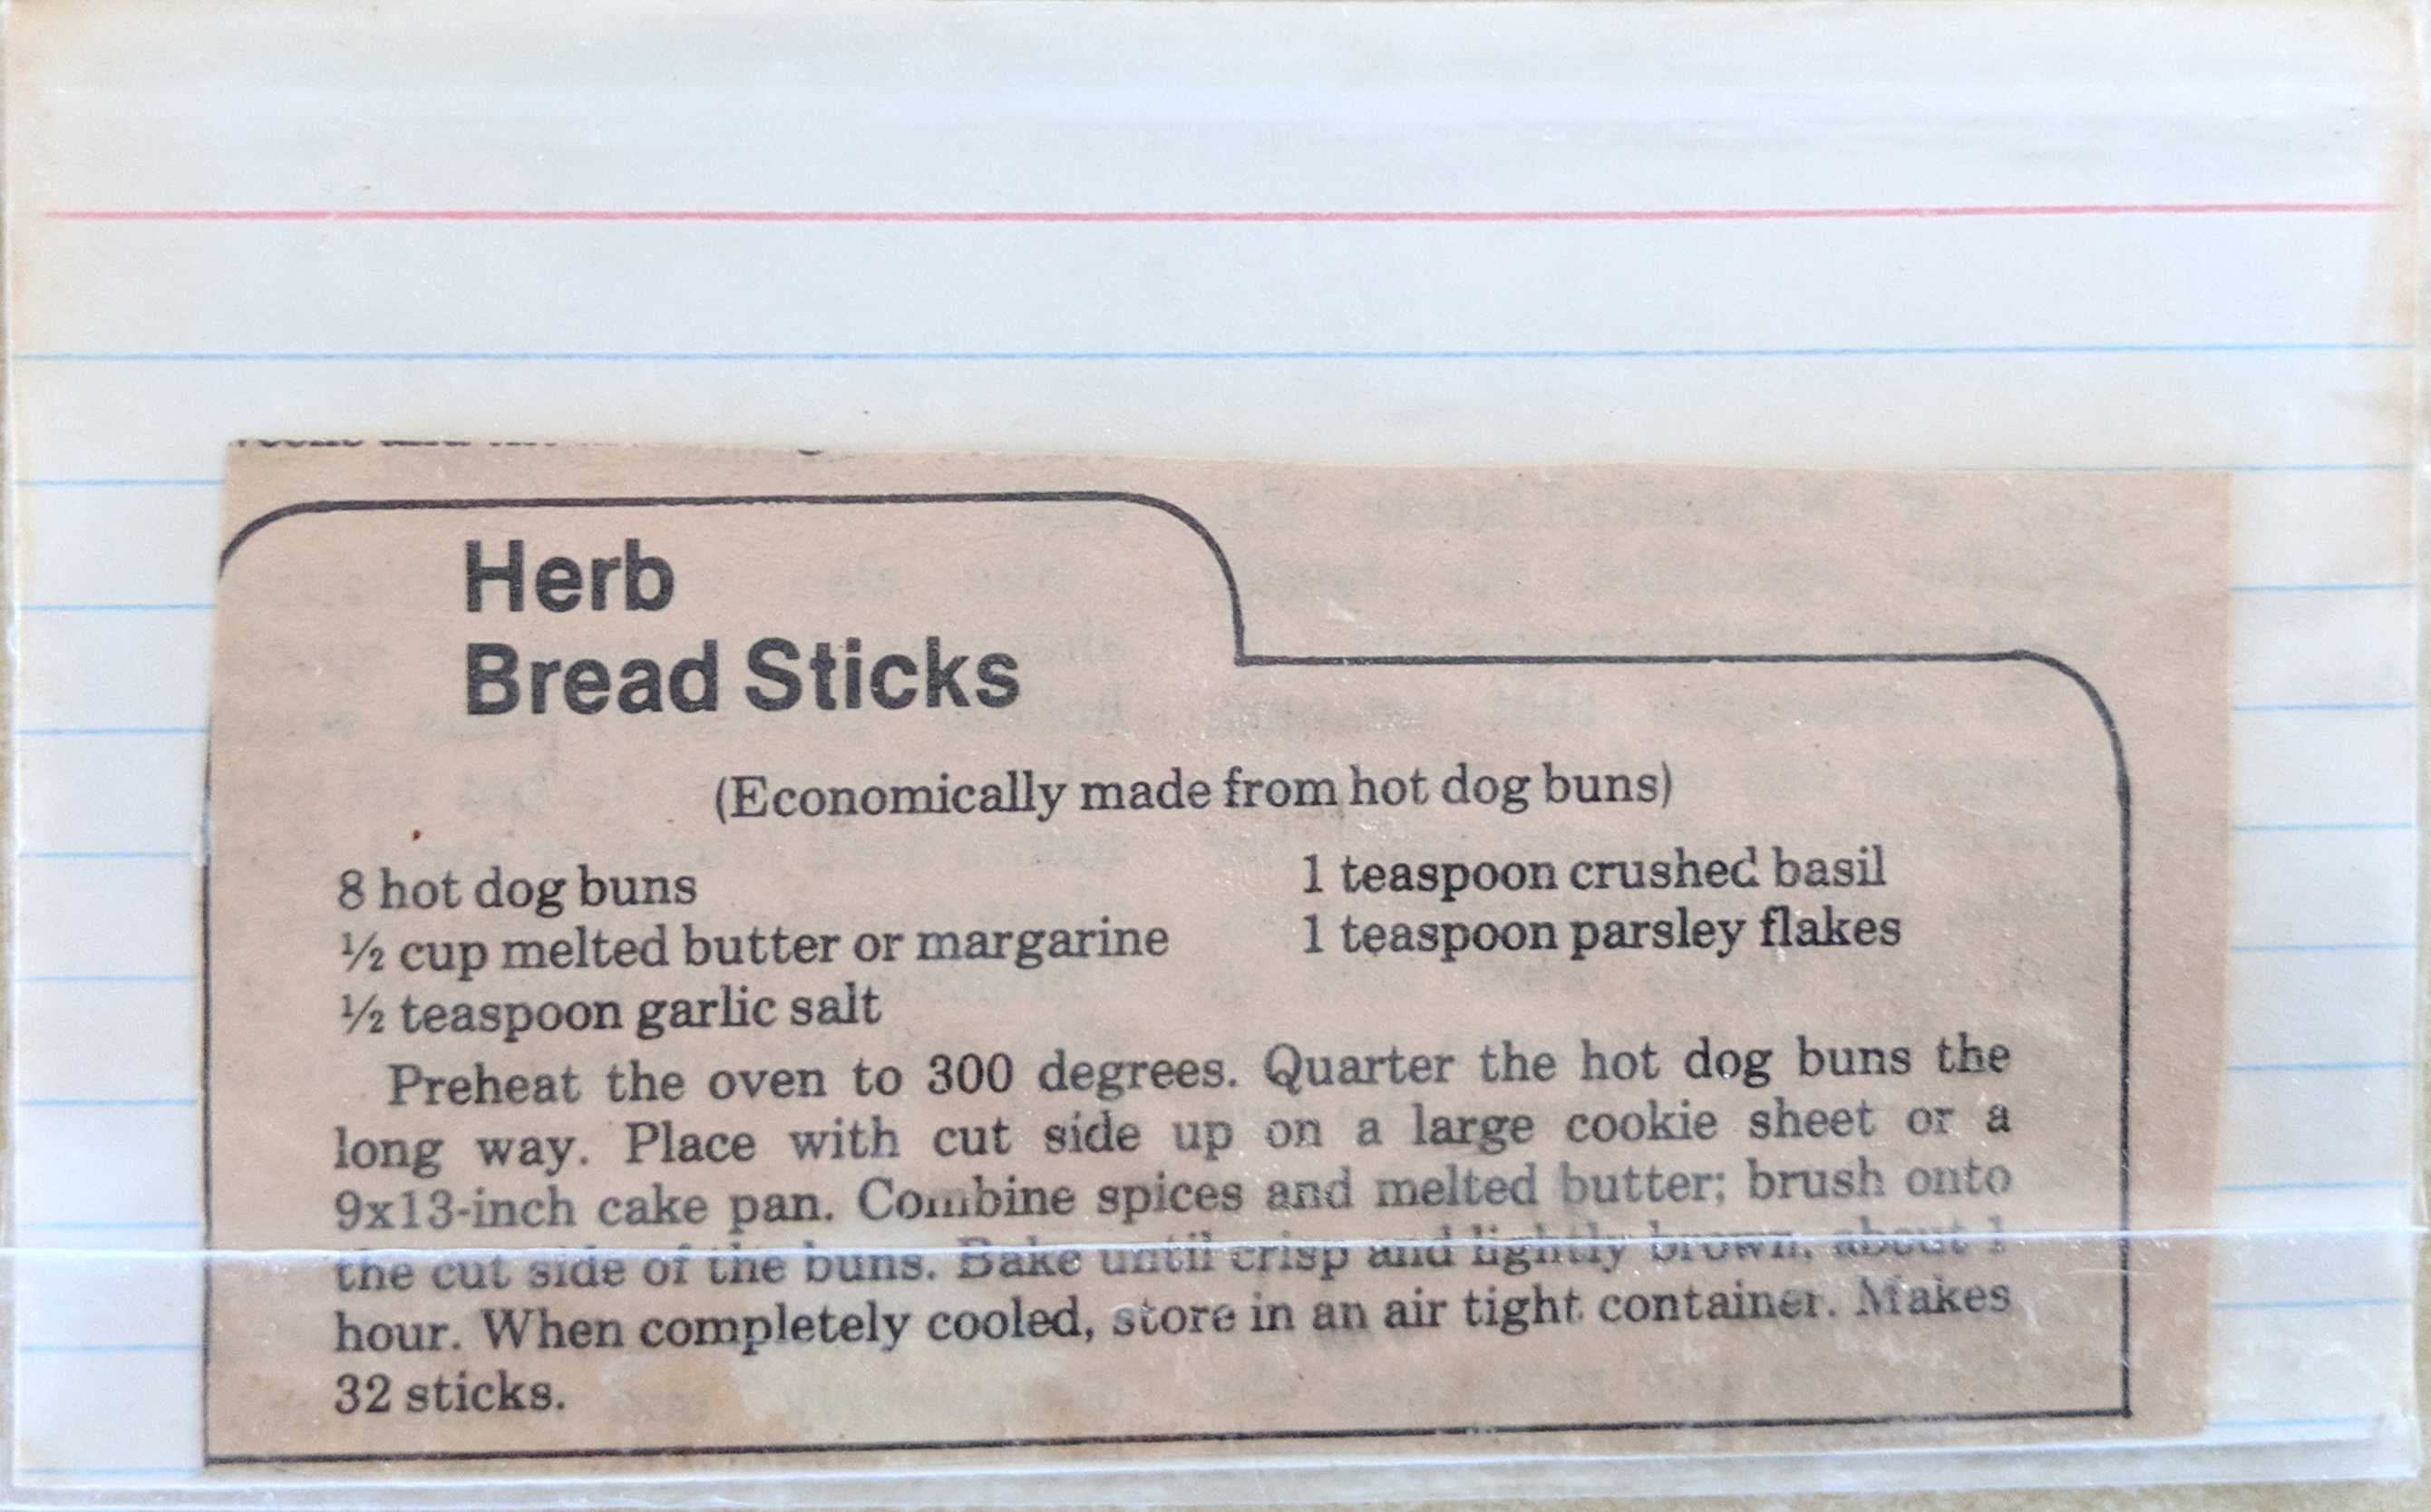 Herb
Bread Sticks
(Economically made from hot dog buns)
8 hot dog buns
½ cup melted butter or margarine
½ teaspoon garlic salt
1 teaspoon crushed basil
1 teaspoon parsley flakes
Preheat the oven to 300 degrees. Quarter the hot dog buns the
long way. Place with cut side up on a large cookie sheet or a
9x13-inch cake pan. Combine spices and melted butter; brush onto
the cut side of the buns. Bake until crisp and lightly brown, about 1
hour. When completely cooled, store in an air tight container. Makes
32 sticks.